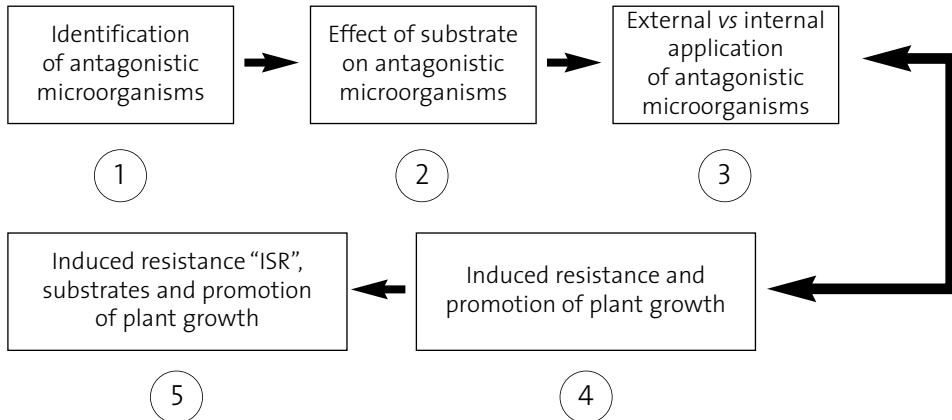 Identification
of antagonistic
microorganisms
Effect of substrate
on antagonistic
microorganisms
External vs internal
application
of antagonistic
microorganisms
1
2
3
Induced resistance “ISR”,
substrates and promotion
of plant growth
Induced resistance and
promotion of plant growth
5
4